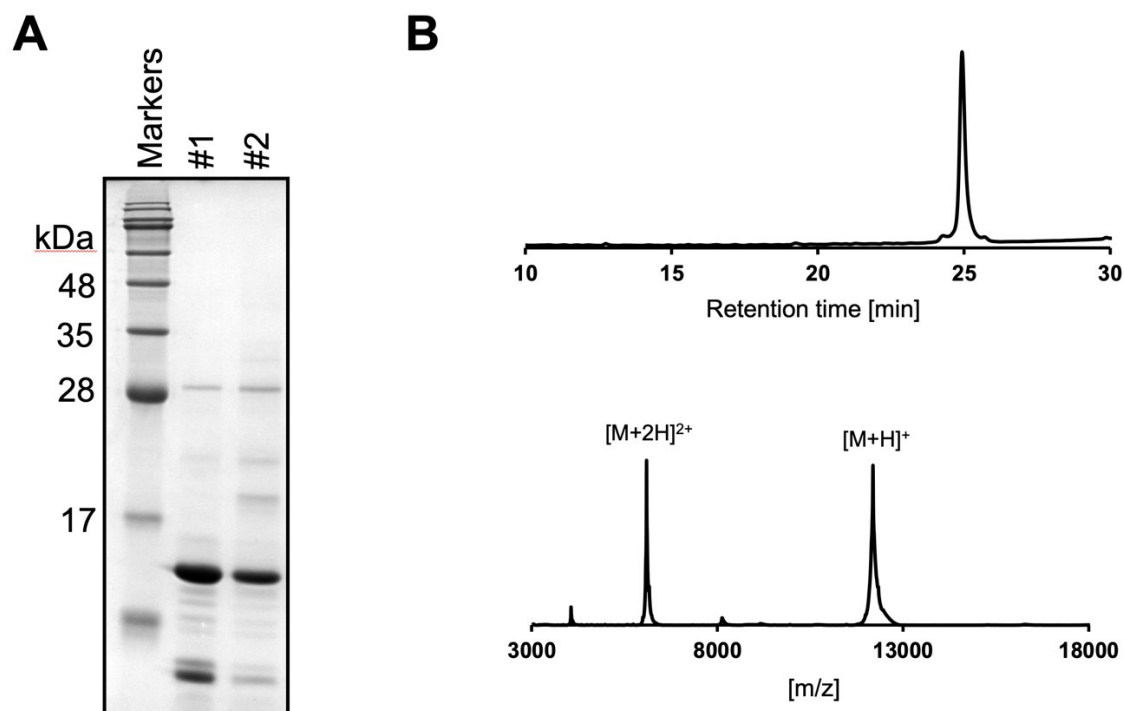 A
Markers
#1
#2
kDa
48
35
28
17
B
10 15 20 25 30
Retention time [min]
[M+2H]²⁺
[M+H]⁺
3000 8000 13000 18000
[m/z]